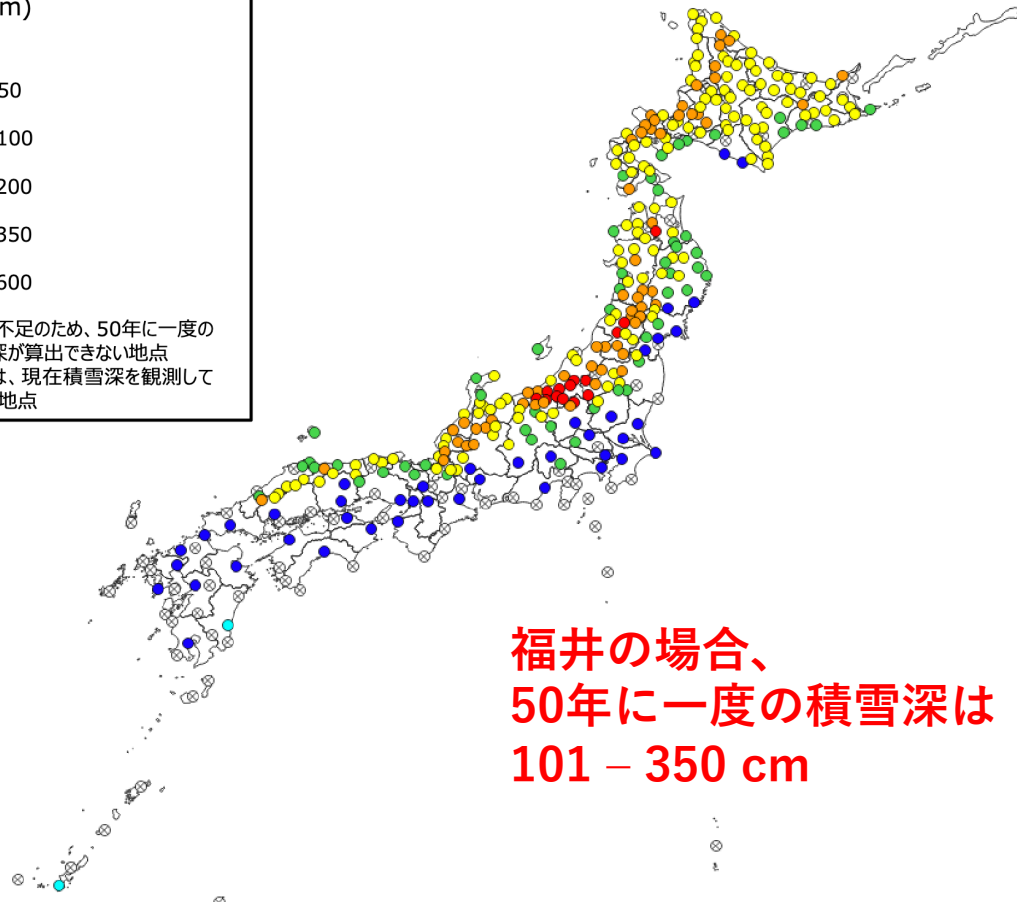 m)
50
100
200
350
600
不足のため、50年に一度の
深が算出できない地点
は、現在積雪深を観測して
地点
福井の場合、
50年に一度の積雪深は
101 – 350 cm